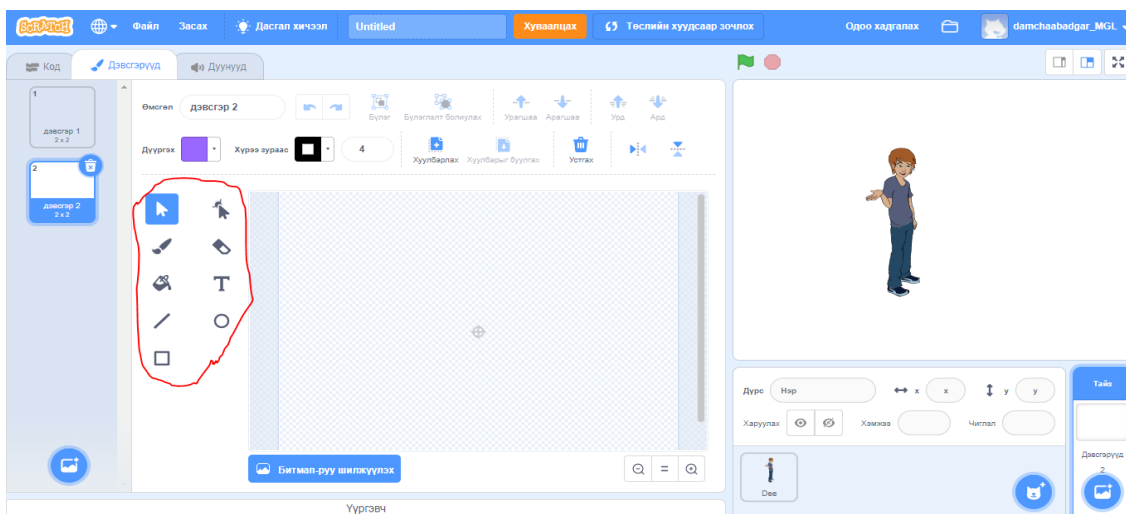 SCRATCH Файл Засах Дасгал хичээл Untitled Хуваалцах Төслийн хуудсаар зочлох Одоо хадгалах damchaabadgar_MGL
Код Дэвсгэрүүд Дуунууд
1
дэвсгэр 1
2 x 2
2
дэвсгэр 2
2 x 2
Өмсгөл дэвсгэр 2 Бүлэг Бүлэглэлт болиулах Урагшаа Арагшаа Урд Ард
Дүүргэх Хүрээ зураас 4 Хуулбарлах Хуулбарыг буулгах Устгах
T
Битмап-руу шилжүүлэх
Үүргэвч
Дүрс Нэр x x y y
Харуулах Хэмжээ Чиглэл
Dee
Тайз
Дэвсгэрүүд
2